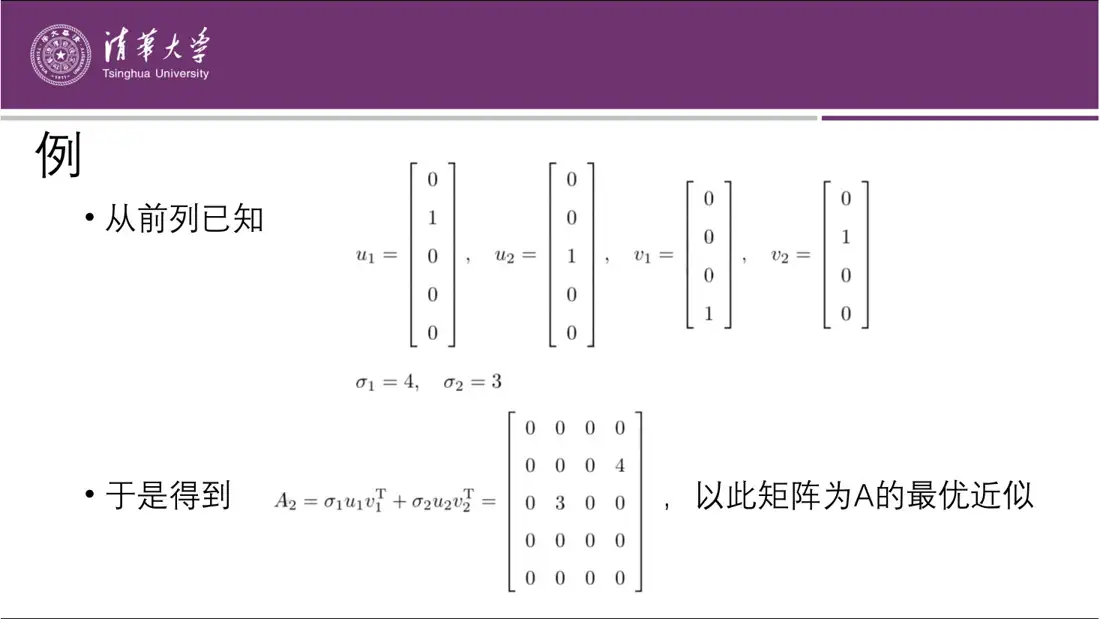 清華大学
Tsinghua University
例
• 从前列已知
u₁ = [0 1 0 0 0], u₂ = [0 0 1 0 0], v₁ = [0 0 0 1], v₂ = [0 1 0 0]
σ₁ = 4, σ₂ = 3
• 于是得到 A₂ = σ₁u₁v₁ᵀ + σ₂u₂v₂ᵀ = [0 0 0 0
0 0 0 4
0 3 0 0
0 0 0 0
0 0 0 0], 以此矩阵为A的最优近似